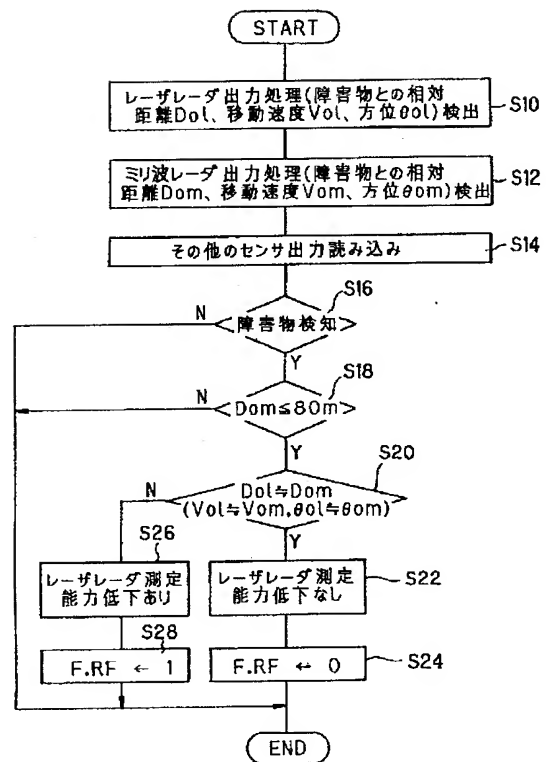 START
レーザレーダ出力処理(障害物との相対
距離Dol、移動速度Vol、方位θol)検出
S10
ミリ波レーダ出力処理(障害物との相対
距離Dom、移動速度Vom、方位θom)検出
S12
その他のセンサ出力読み込み
S14
S16
N
障害物検知
Y
S18
N
Dom≤80m
Y
S20
N
Dol≒Dom
(Vol≒Vom,θol≒θom)
Y
S26
レーザレーダ測定
能力低下あり
レーザレーダ測定
能力低下なし
S22
S28
F.RF ← 1
F.RF ← 0
S24
END